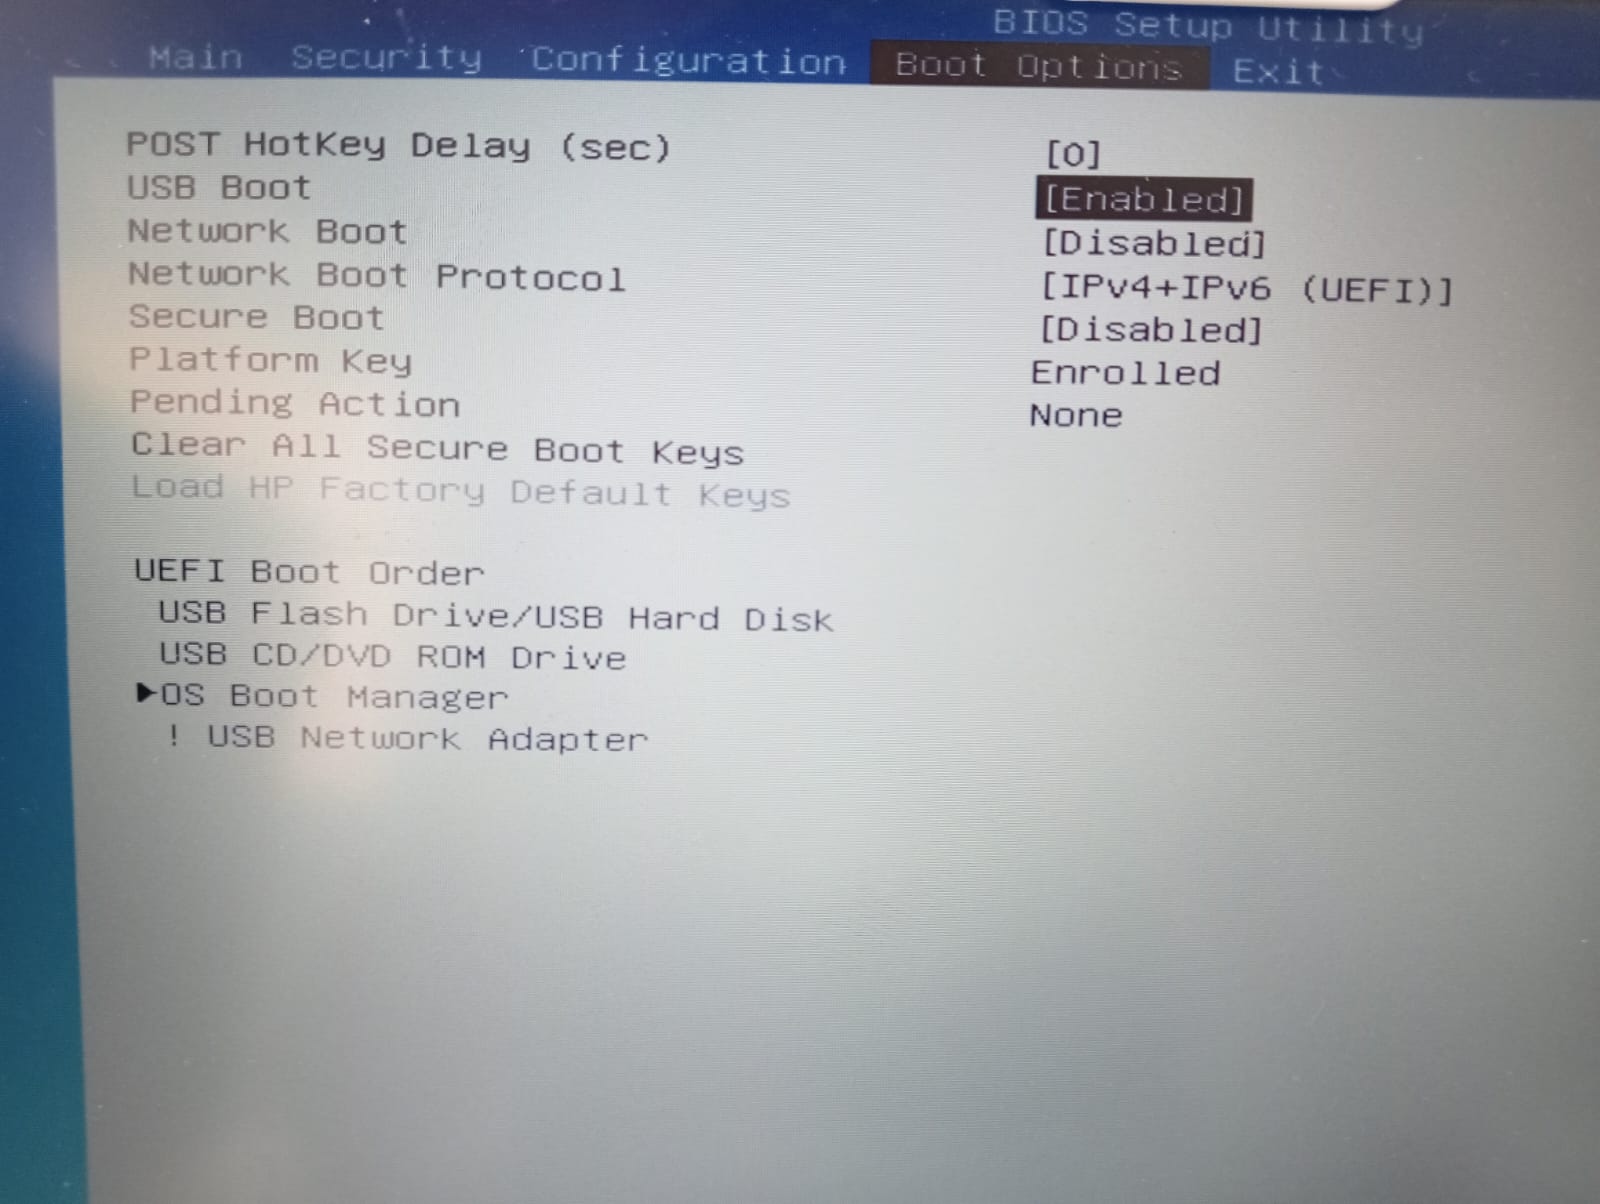 BIOS Setup Utility
Main Security Configuration Boot Options Exit
POST HotKey Delay (sec) [0]
USB Boot [Enabled]
Network Boot [Disabled]
Network Boot Protocol [IPv4+IPv6 (UEFI)]
Secure Boot [Disabled]
Platform Key Enrolled
Pending Action None
Clear All Secure Boot Keys
Load HP Factory Default Keys
UEFI Boot Order
USB Flash Drive/USB Hard Disk
USB CD/DVD ROM Drive
▶OS Boot Manager
! USB Network Adapter